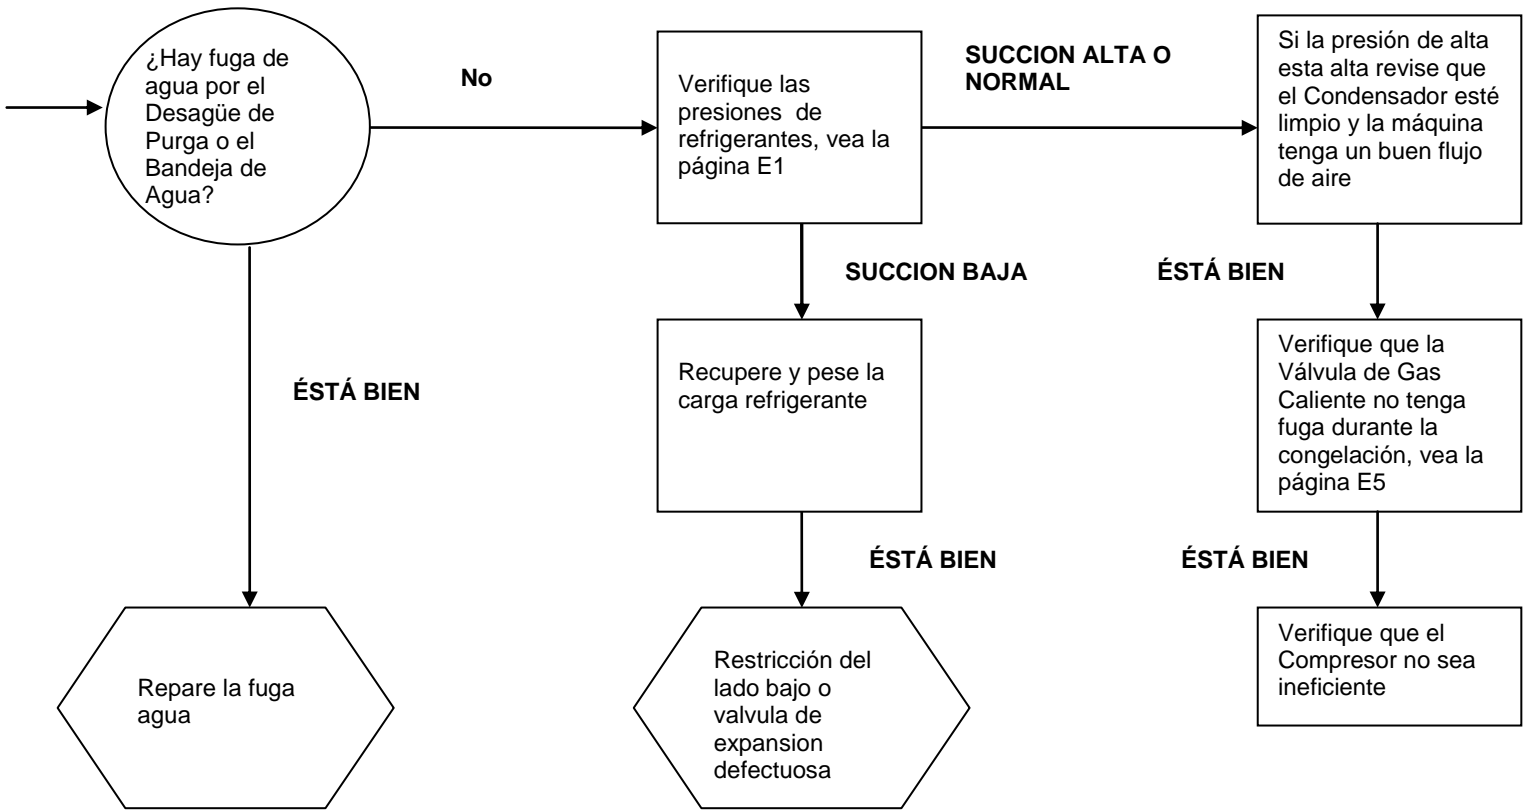 ¿Hay fuga de
agua por el
Desagüe de
Purga o el
Bandeja de
Agua?
No
Verifique las
presiones de
refrigerantes, vea la
página E1
SUCCION ALTA O
NORMAL
Si la presión de alta
esta alta revise que
el Condensador esté
limpio y la máquina
tenga un buen flujo
de aire
SUCCION BAJA
ÉSTÁ BIEN
ÉSTÁ BIEN
Recupere y pese la
carga refrigerante
Verifique que la
Válvula de Gas
Caliente no tenga
fuga durante la
congelación, vea la
página E5
ÉSTÁ BIEN
ÉSTÁ BIEN
Repare la fuga
agua
Restricción del
lado bajo o
valvula de
expansion
defectuosa
Verifique que el
Compresor no sea
ineficiente